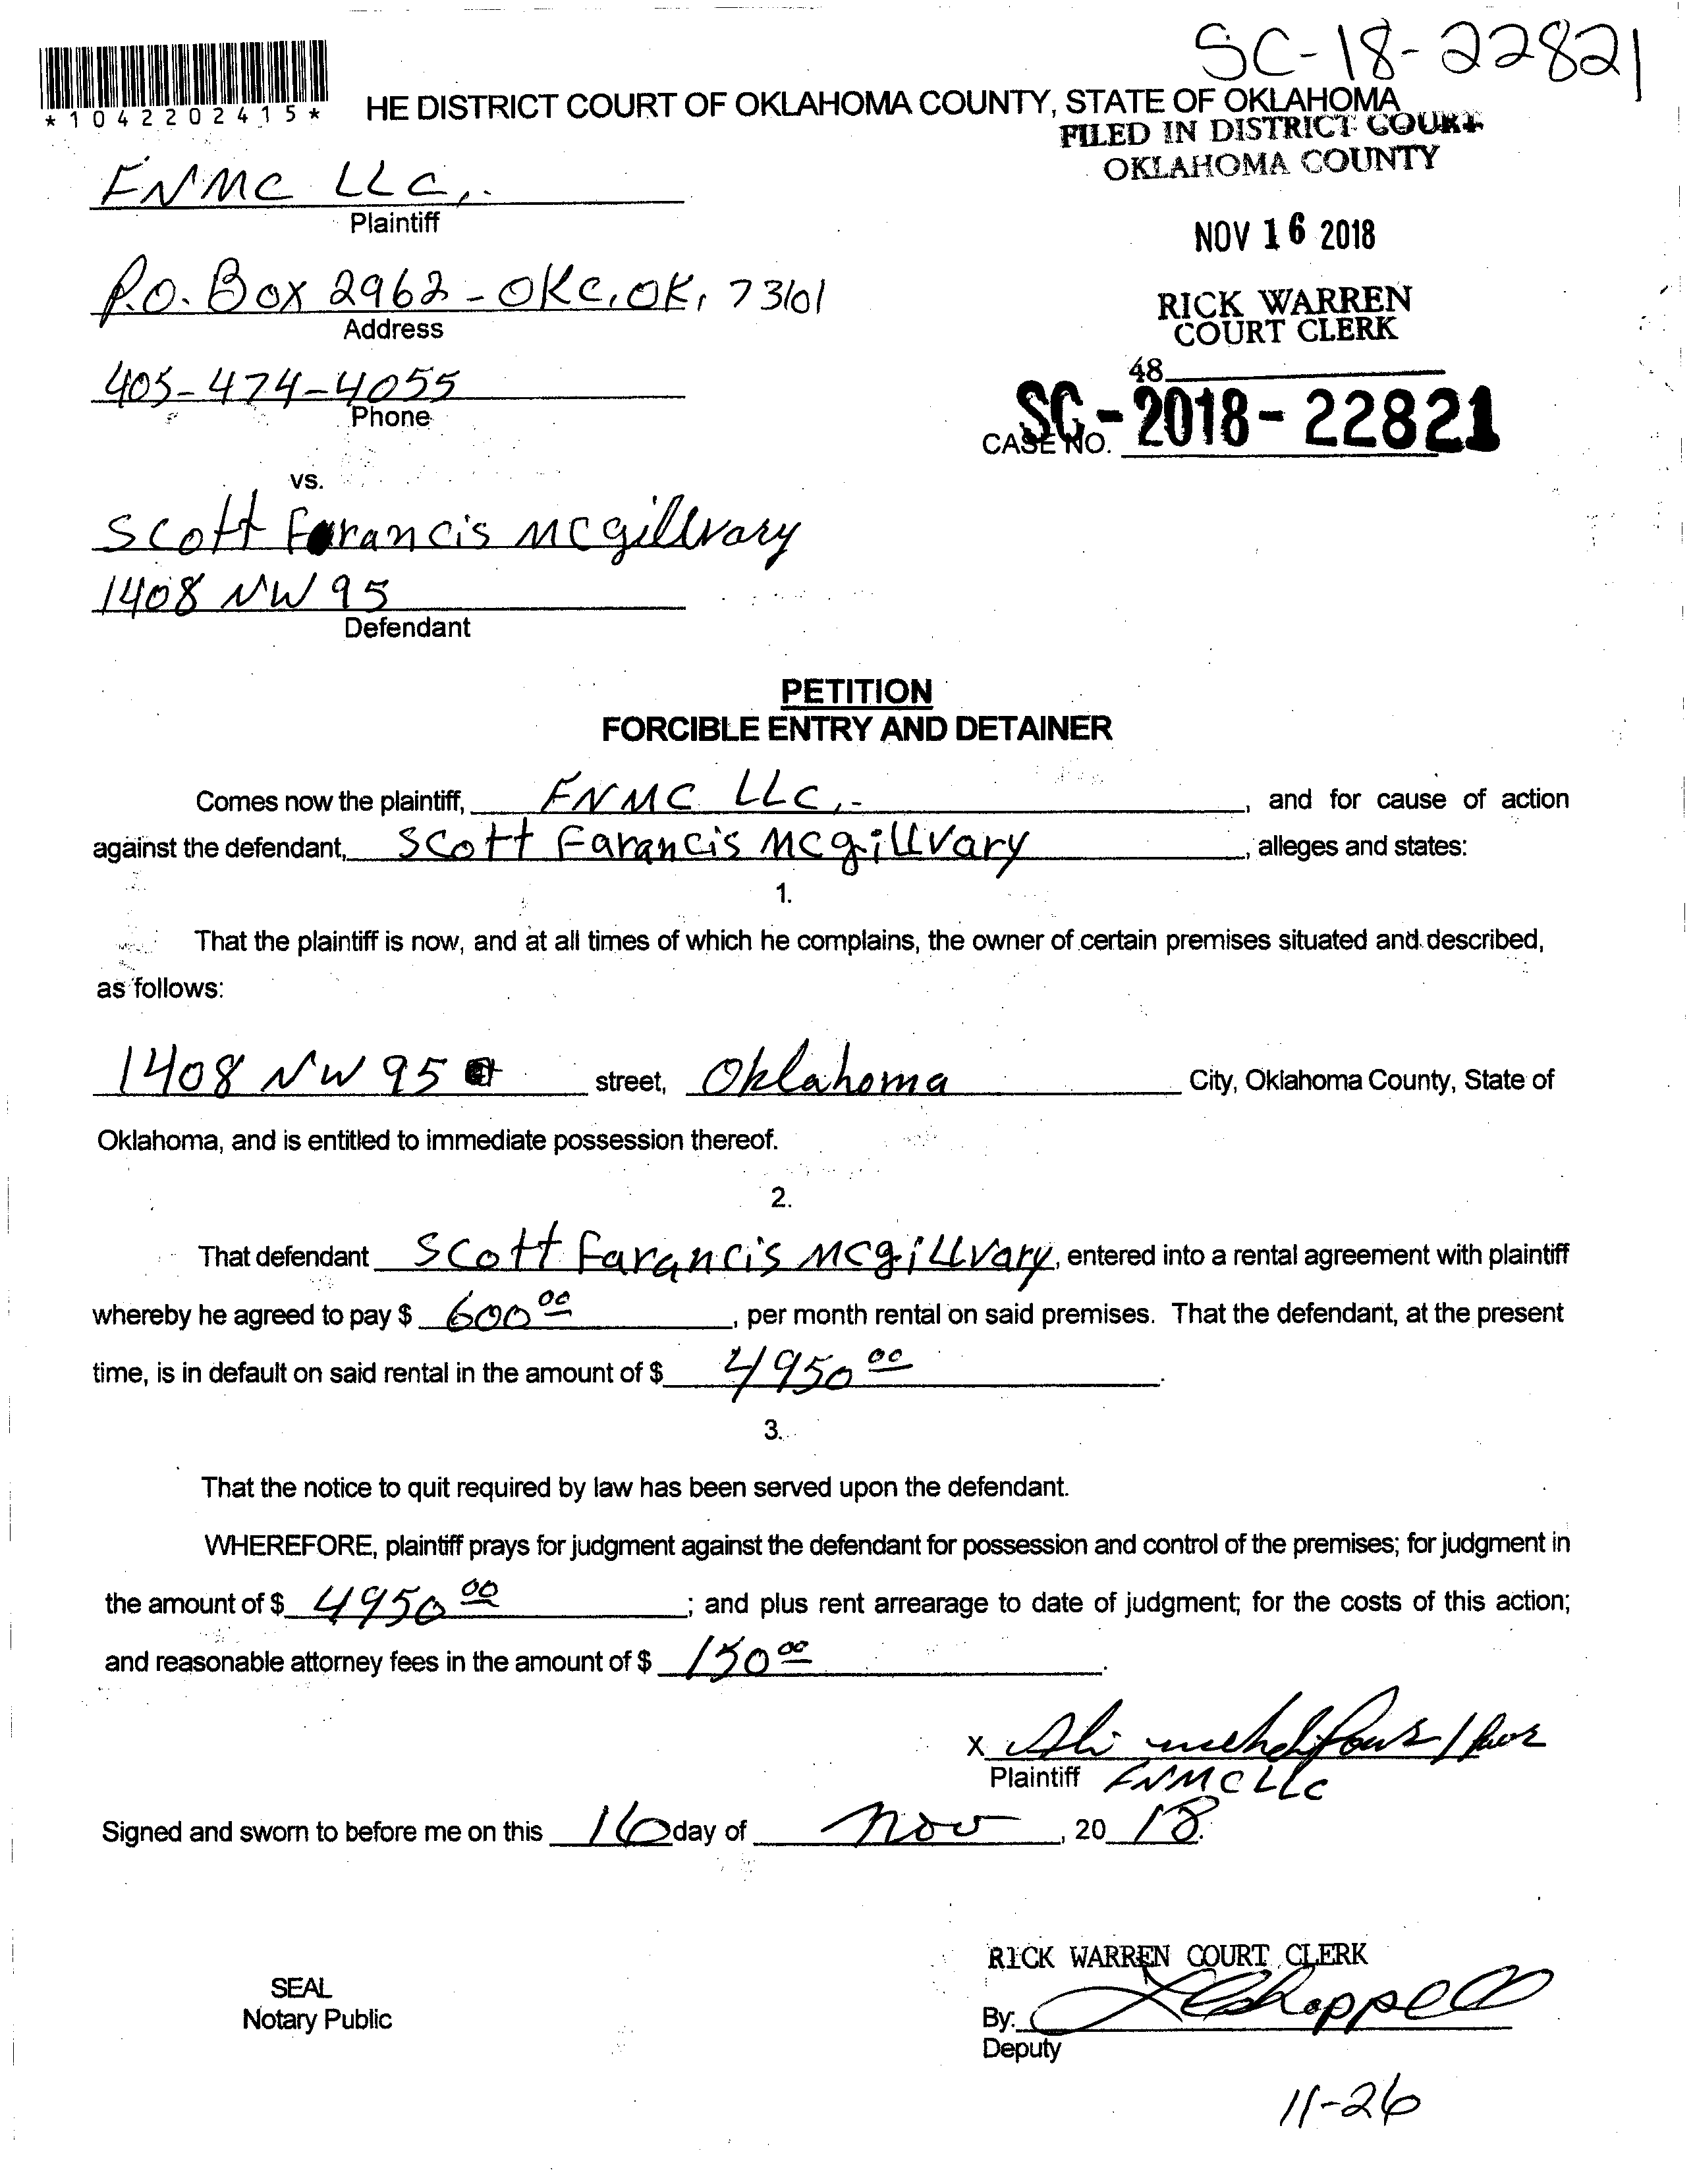 SC-18-22821
*1042202415*
HE DISTRICT COURT OF OKLAHOMA COUNTY, STATE OF OKLAHOMA
FILED IN DISTRICT COURT
OKLAHOMA COUNTY
FNMC LLC,.
Plaintiff
NOV 16 2018
P.O. Box 2962 - OKC, OK, 73101
Address
RICK WARREN
COURT CLERK
405-474-4055
Phone
48
CASE NO. SC-2018-22821
vs.
Scott Farancis McGillvary
1408 NW 95
Defendant
PETITION
FORCIBLE ENTRY AND DETAINER
Comes now the plaintiff, FNMC LLC,.-, and for cause of action
against the defendant, Scott Farancis McGillvary, alleges and states:
1.
That the plaintiff is now, and at all times of which he complains, the owner of certain premises situated and described,
as follows:
1408 NW 95 street, Oklahoma City, Oklahoma County, State of
Oklahoma, and is entitled to immediate possession thereof.
2.
That defendant Scott Farancis McGillvary, entered into a rental agreement with plaintiff
whereby he agreed to pay $ 600 00, per month rental on said premises. That the defendant, at the present
time, is in default on said rental in the amount of $ 4950 00.
3.
That the notice to quit required by law has been served upon the defendant.
WHEREFORE, plaintiff prays for judgment against the defendant for possession and control of the premises; for judgment in
the amount of $ 4950 00; and plus rent arrearage to date of judgment; for the costs of this action;
and reasonable attorney fees in the amount of $ 150 00.
X Ali mehdipour / for
Plaintiff FNMC LLC
Signed and sworn to before me on this 16 day of Nov, 2018.
RICK WARREN COURT CLERK
SEAL
Notary Public
By:
Deputy
11-26